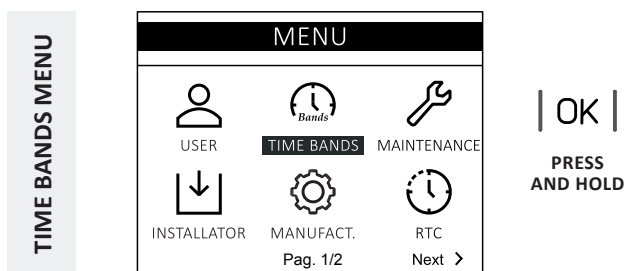 TIME BANDS MENU
MENU
Bands
USER
TIME BANDS
MAINTENANCE
INSTALLATOR
MANUFACT.
RTC
Pag. 1/2
Next >
| OK |
PRESS
AND HOLD